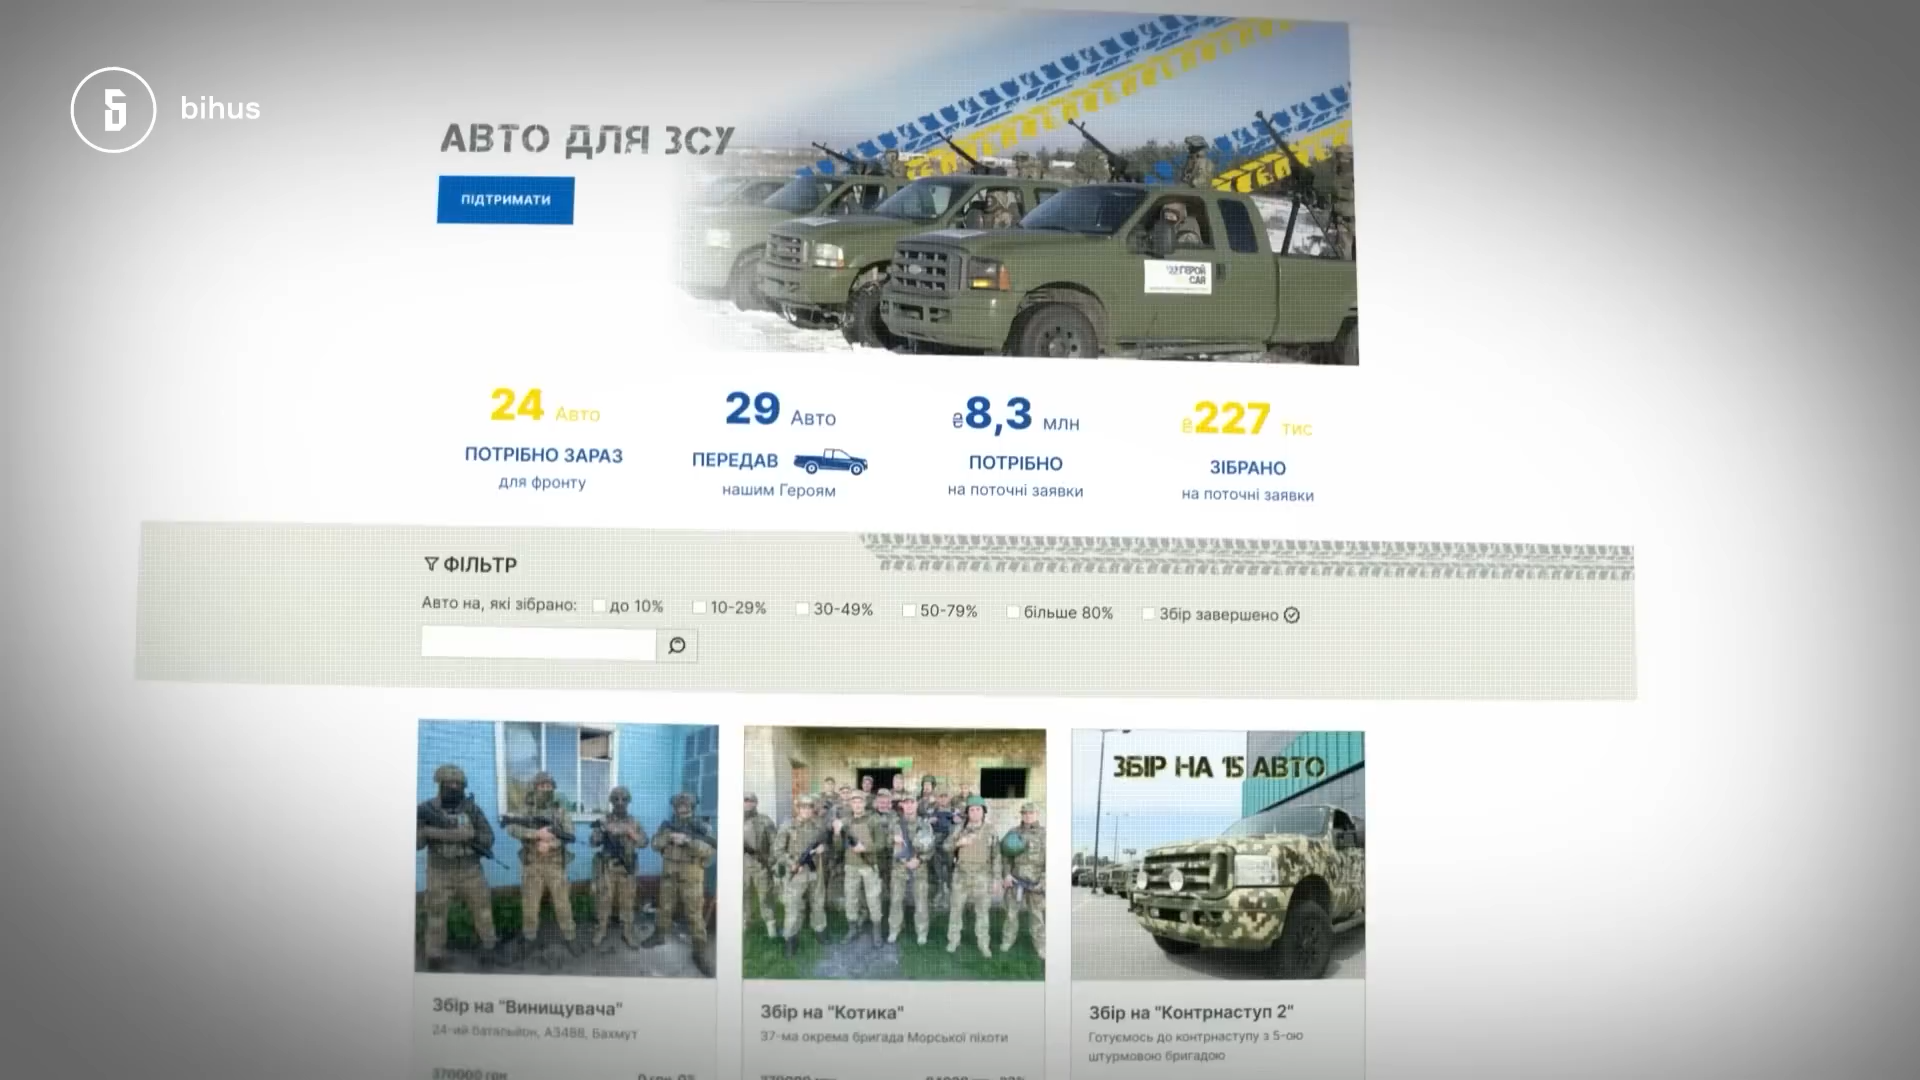 bihus
АВТО ДЛЯ ЗСУ
ПІДТРИМАТИ
24 Авто
ПОТРІБНО ЗАРАЗ
для фронту
29 Авто
ПЕРЕДАВ
нашим Героям
₴8,3 млн
ПОТРІБНО
на поточні заявки
₴227 тис
ЗІБРАНО
на поточні заявки
ФІЛЬТР
Авто на, які зібрано: до 10% 10-29% 30-49% 50-79% більше 80% Збір завершено
ЗБІР НА 15 АВТО
Збір на "Винищувача"
24-ий батальйон, А3488, Бахмут
370000 грн
Збір на "Котика"
37-ма окрема бригада Морської піхоти
Збір на "Контрнаступ 2"
Готуємось до контрнаступу з 5-ою
штурмовою бригадою